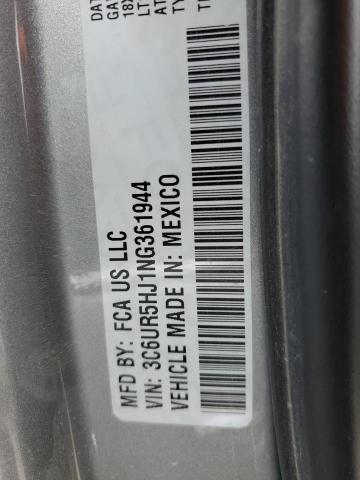 MFD BY: FCA US LLC
VIN: 3C6UR5HJ1NG361944
VEHICLE MADE IN: MEXICO